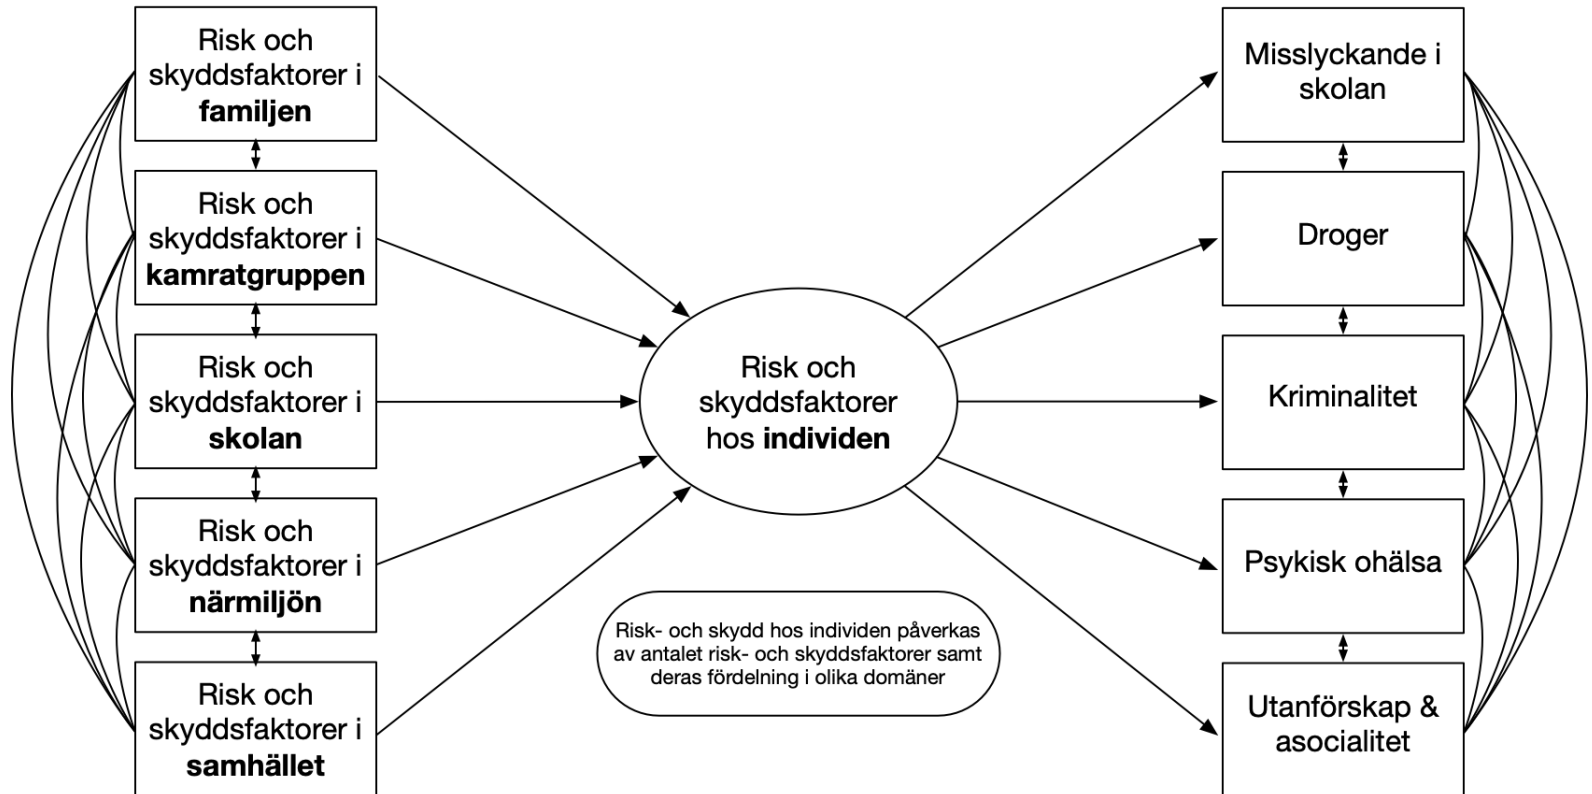 Risk och
skyddsfaktorer i
familjen
Risk och
skyddsfaktorer i
kamratgruppen
Risk och
skyddsfaktorer i
skolan
Risk och
skyddsfaktorer i
närmiljön
Risk och
skyddsfaktorer i
samhället
Risk och
skyddsfaktorer
hos individen
Risk- och skydd hos individen påverkas
av antalet risk- och skyddsfaktorer samt
deras fördelning i olika domäner
Misslyckande i
skolan
Droger
Kriminalitet
Psykisk ohälsa
Utanförskap &
asocialitet